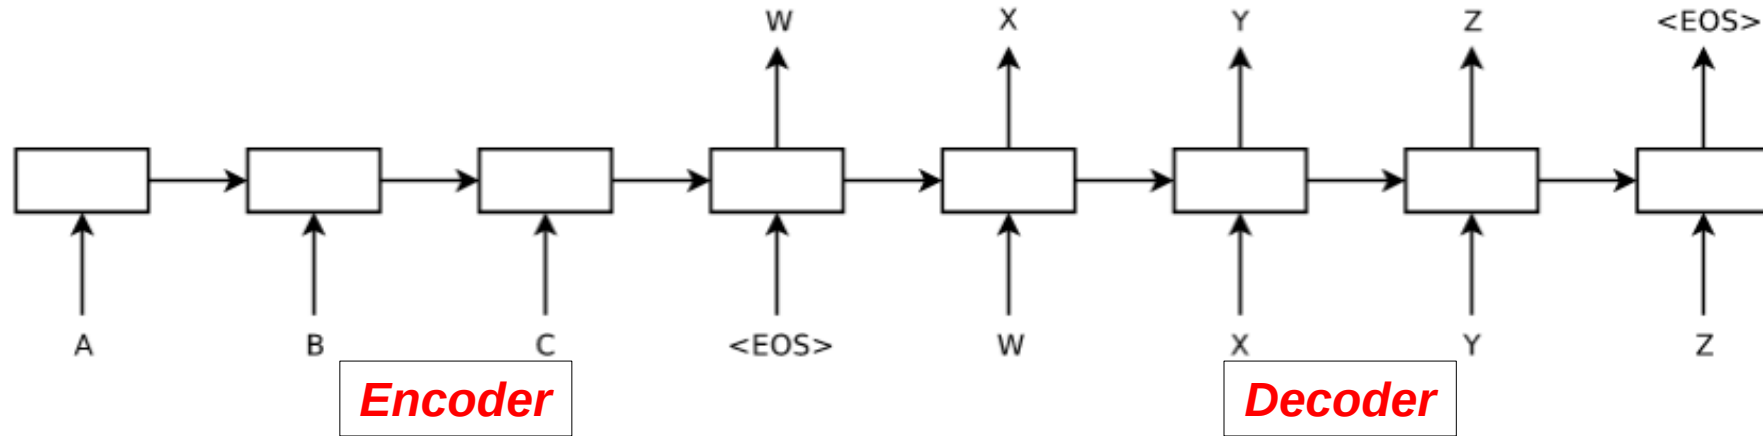 W X Y Z <EOS>
A B C <EOS> W X Y Z
Encoder Decoder